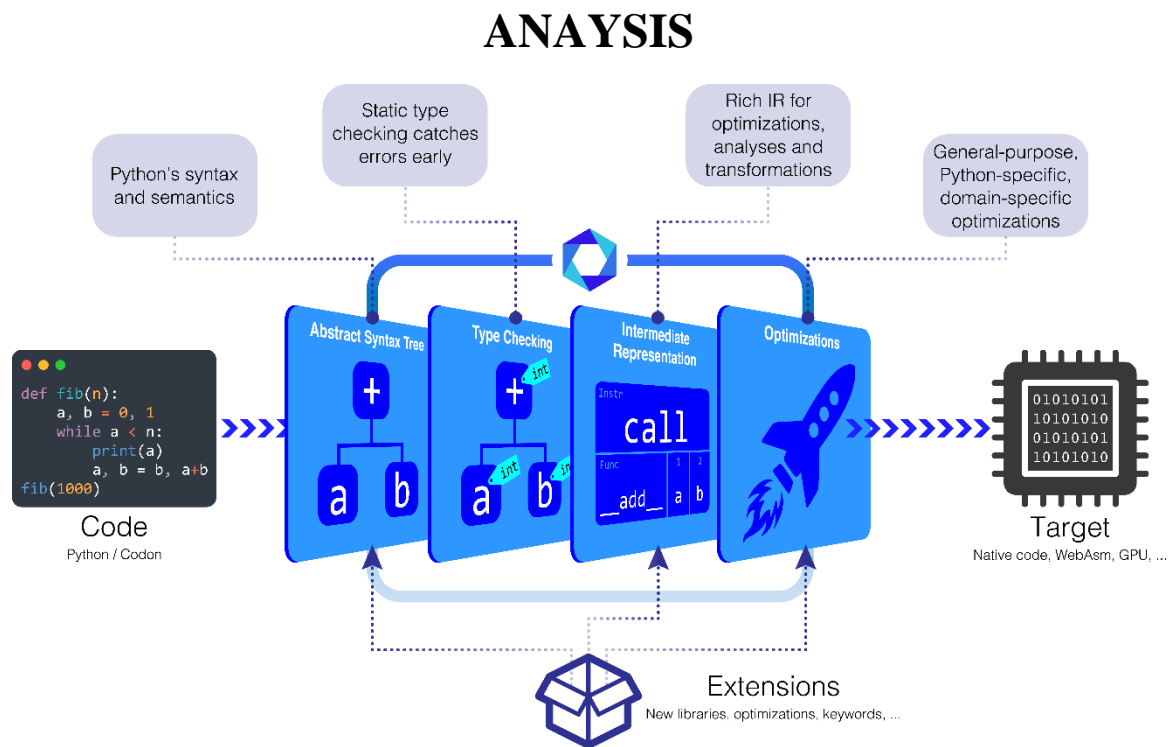 ANAYSIS
Python's syntax
and semantics
Static type
checking catches
errors early
Rich IR for
optimizations,
analyses and
transformations
General-purpose,
Python-specific,
domain-specific
optimizations
Abstract Syntax Tree
+
a b
Type Checking
+ int
a int b in
Intermediate
Representation
Instr
call
Func 1 2
__add__ a b
Optimizations
def fib(n):
    a, b = 0, 1
    while a < n:
        print(a)
        a, b = b, a+b
fib(1000)
Code
Python / Codon
01010101
10101010
01010101
10101010
Target
Native code, WebAsm, GPU, ...
Extensions
New libraries, optimizations, keywords, ...